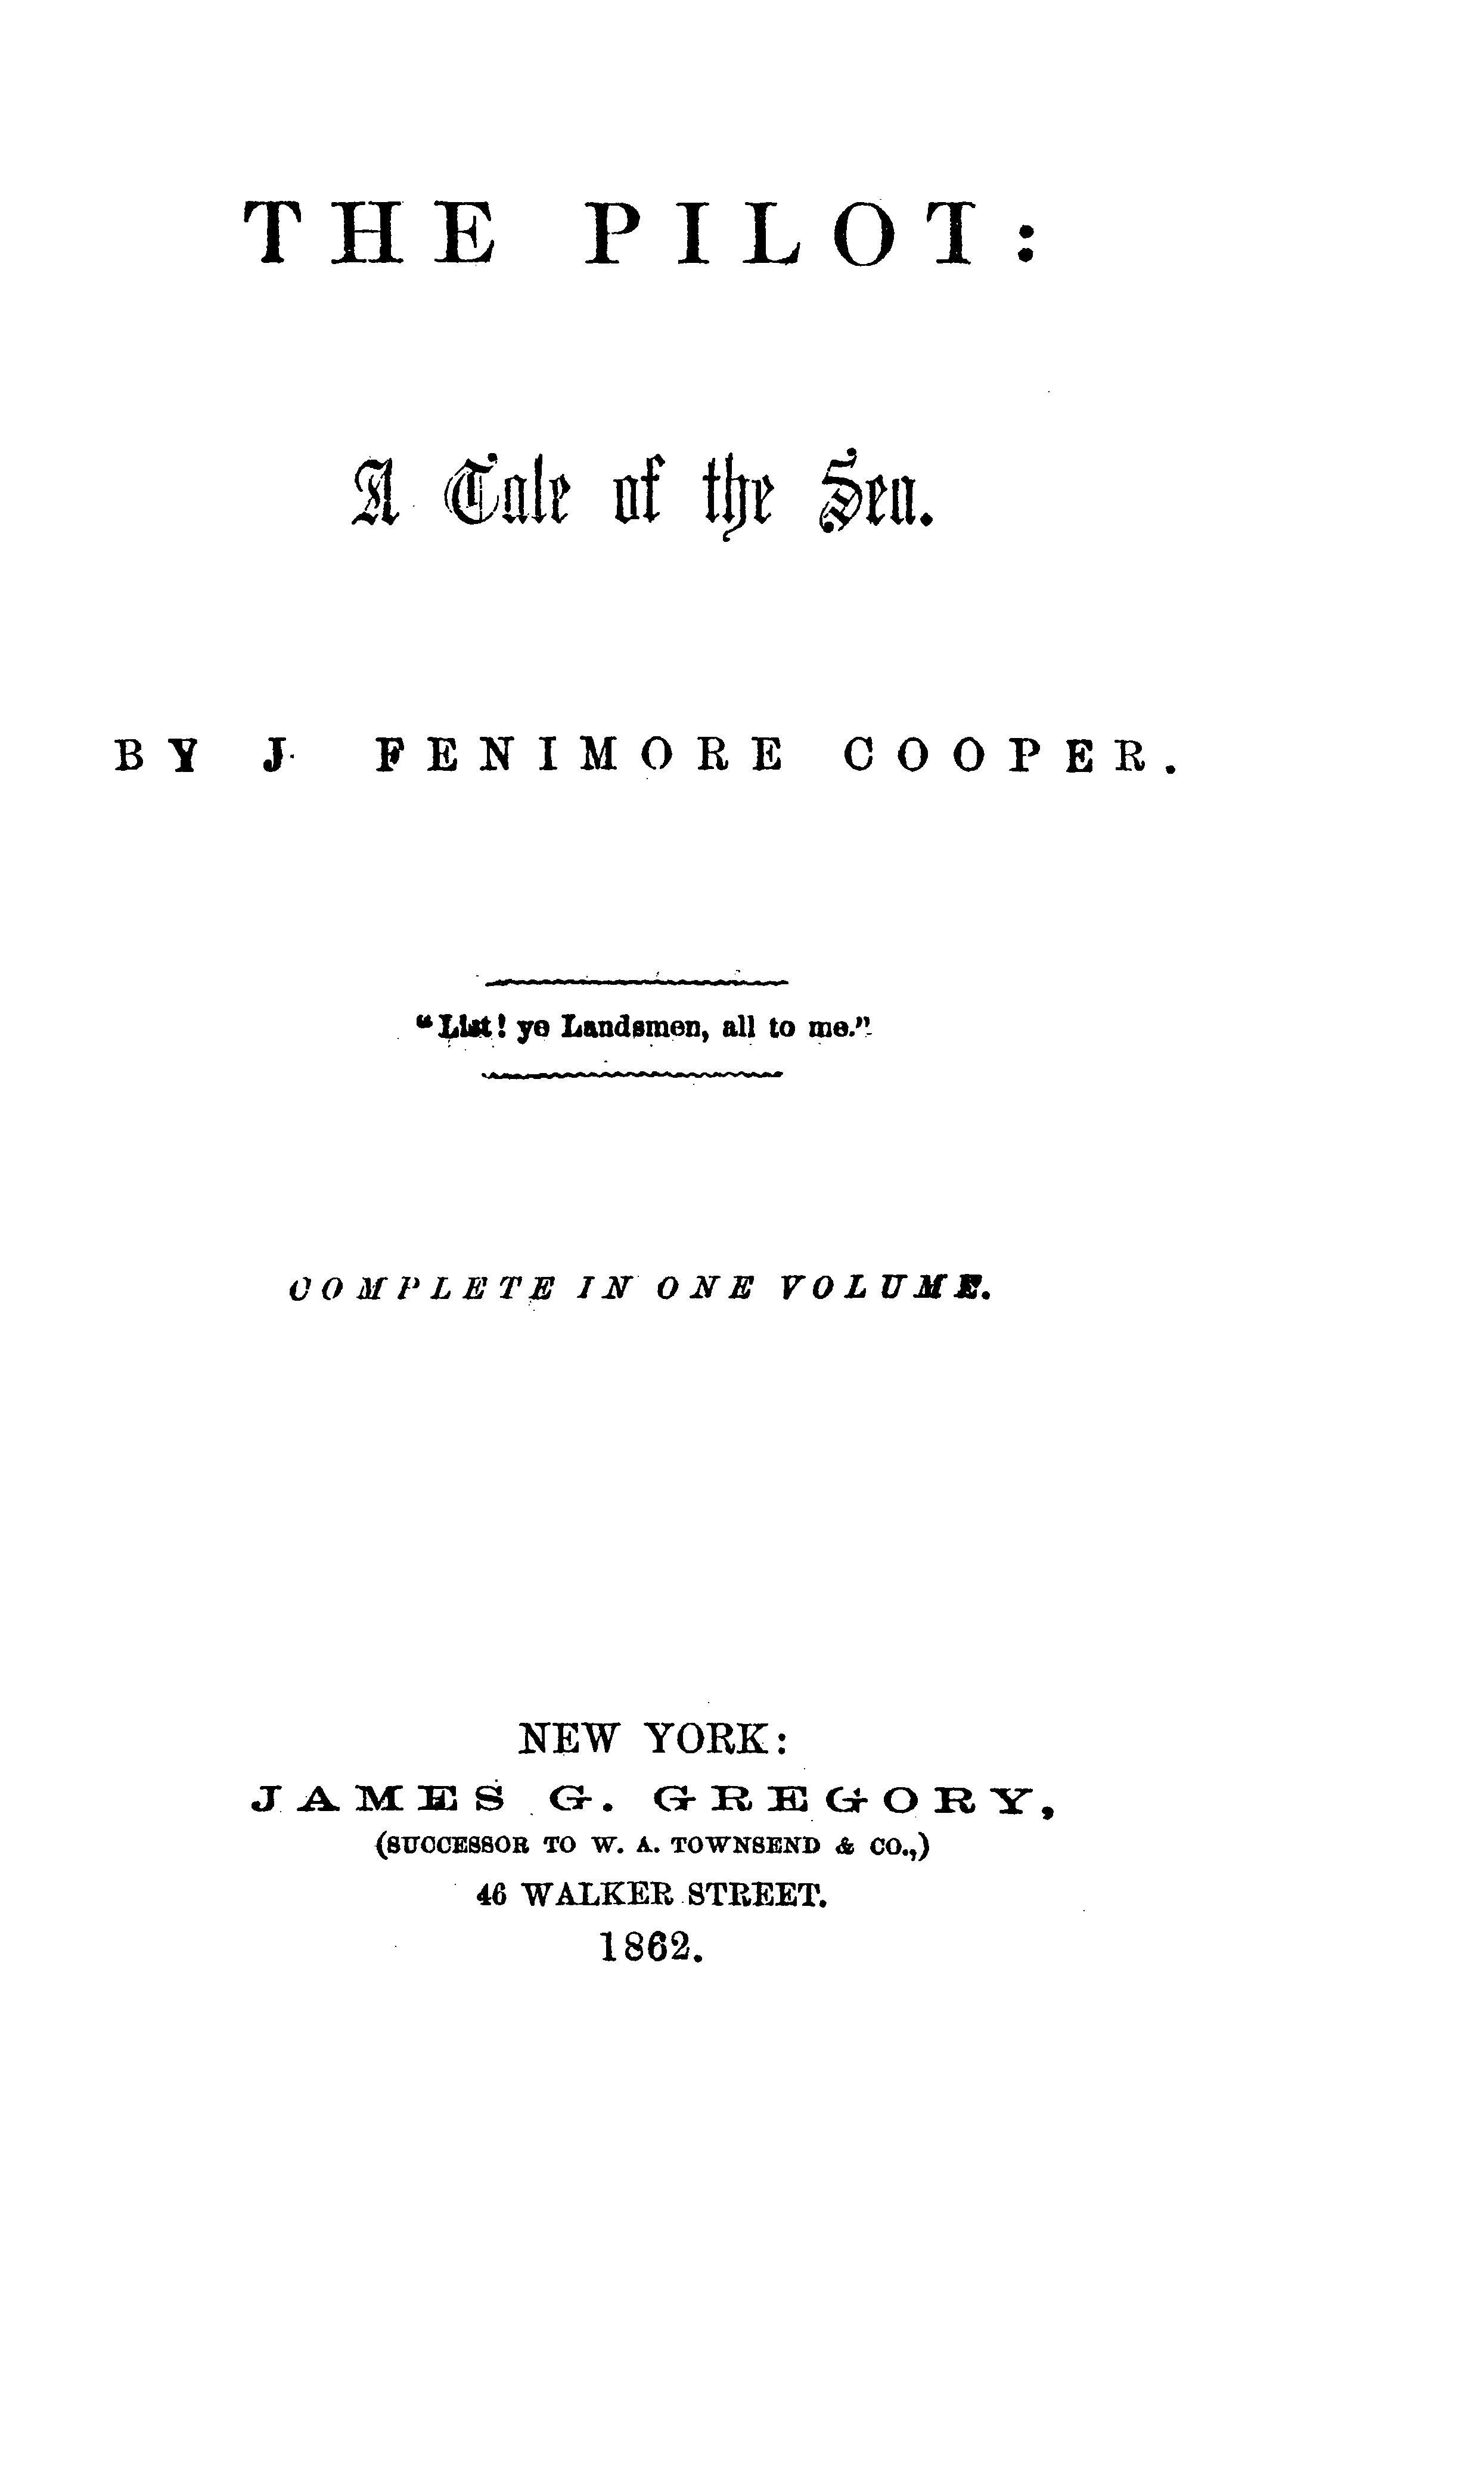 THE PILOT:
A Tale of the Sea.
BY J. FENIMORE COOPER.
"List! ye Landsmen, all to me."
COMPLETE IN ONE VOLUME.
NEW YORK:
JAMES G. GREGORY,
(SUCCESSOR TO W. A. TOWNSEND & CO.,)
46 WALKER STREET.
1862.